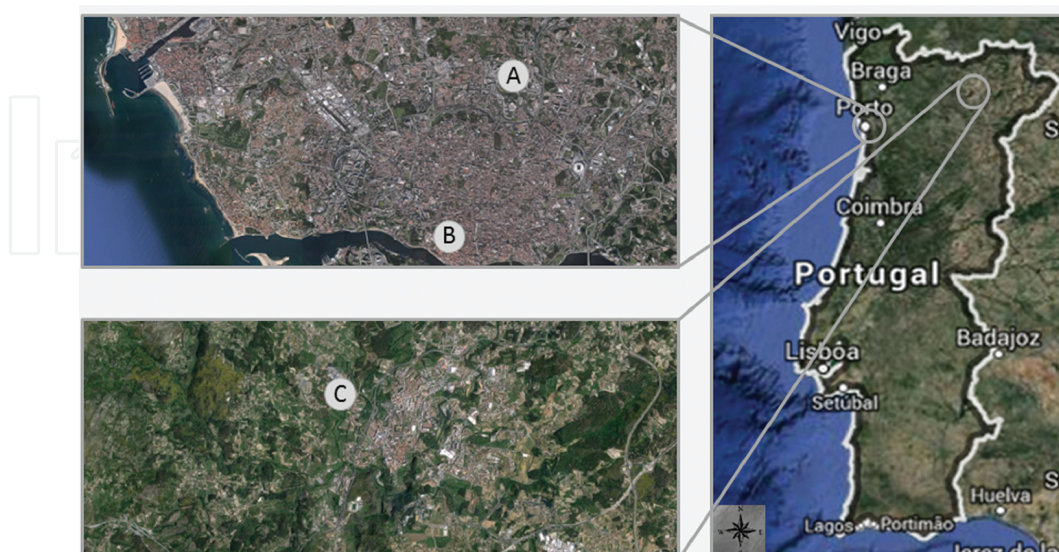 A
B
C
Vigo
Braga
Porto
Coimbra
Portugal
Lisboa
Badajoz
Setúbal
Huelva
Lagos
Portimão
N
S
S